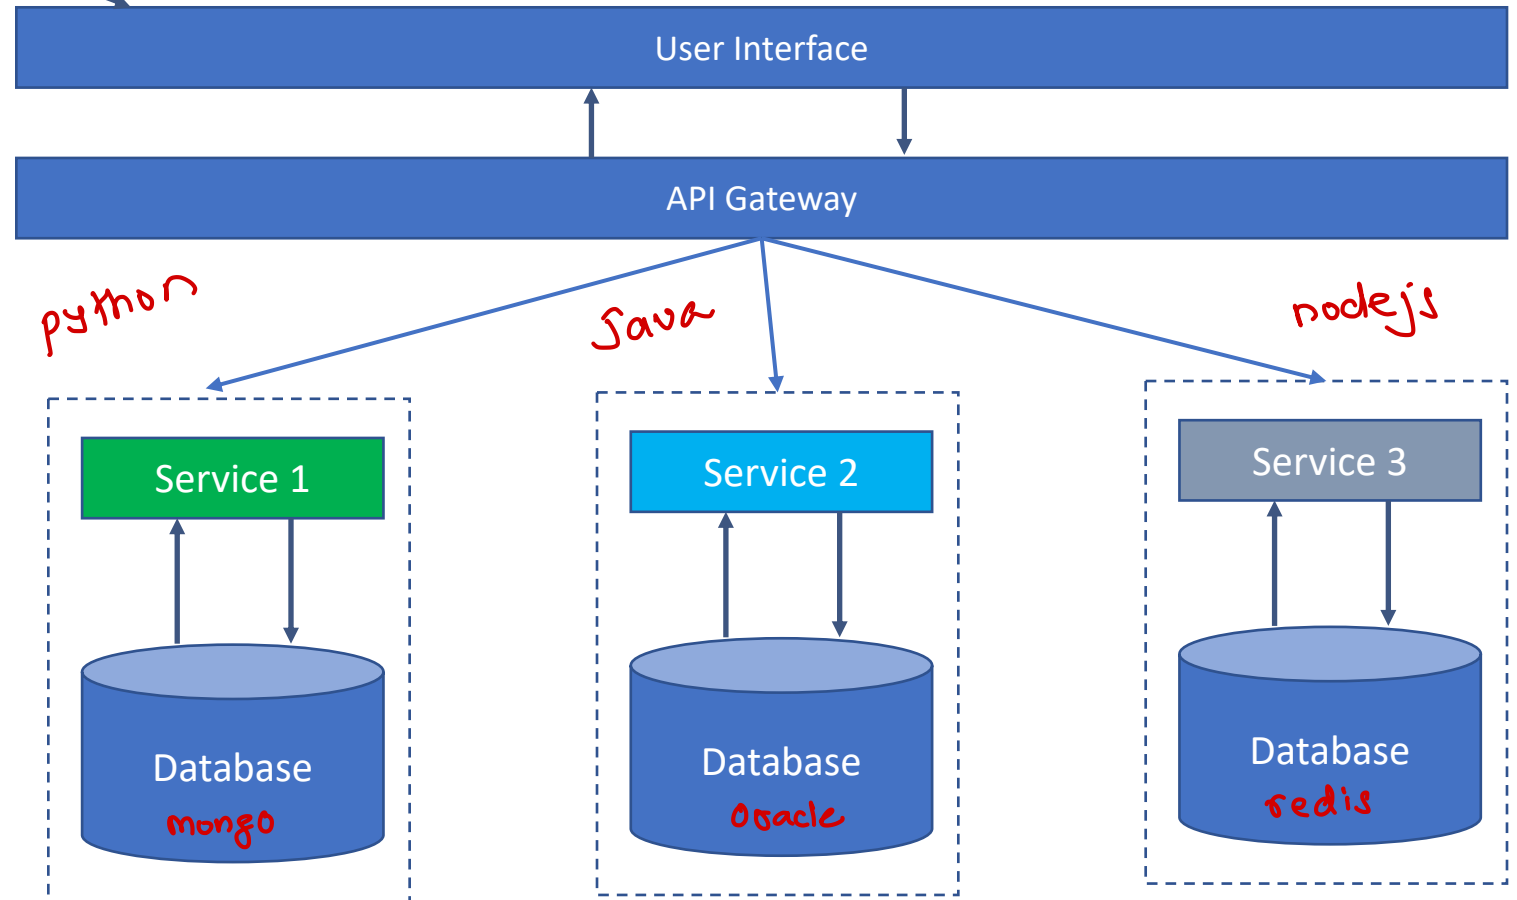 User Interface
API Gateway
python
Java
nodejs
Service 1
Service 2
Service 3
Database
mongo
Database
Oracle
Database
redis